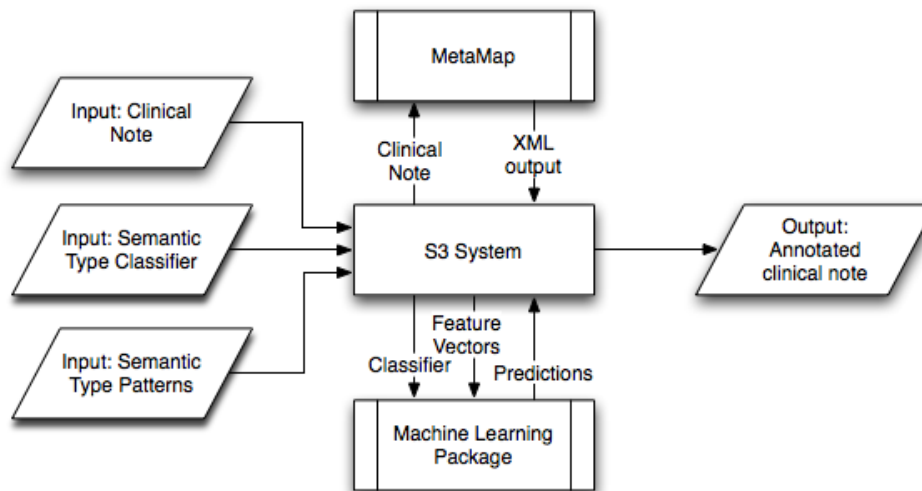 MetaMap
Input: Clinical
Note
Clinical
Note
XML
output
Input: Semantic
Type Classifier
S3 System
Output:
Annotated
clinical note
Input: Semantic
Type Patterns
Classifier
Feature
Vectors
Predictions
Machine Learning
Package